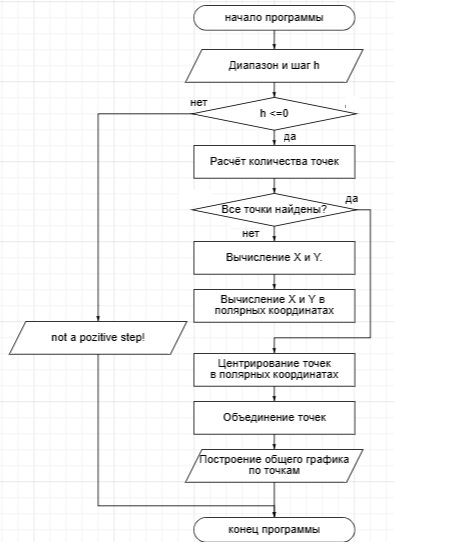 начало программы
Диапазон и шаг h
нет
h <=0
да
Расчёт количества точек
да
Все точки найдены?
нет
Вычисление X и Y.
Вычисление X и Y в
полярных координатах
not a pozitive step!
Центрирование точек
в полярных координатах
Объединение точек
Построение общего графика
по точкам
конец программы